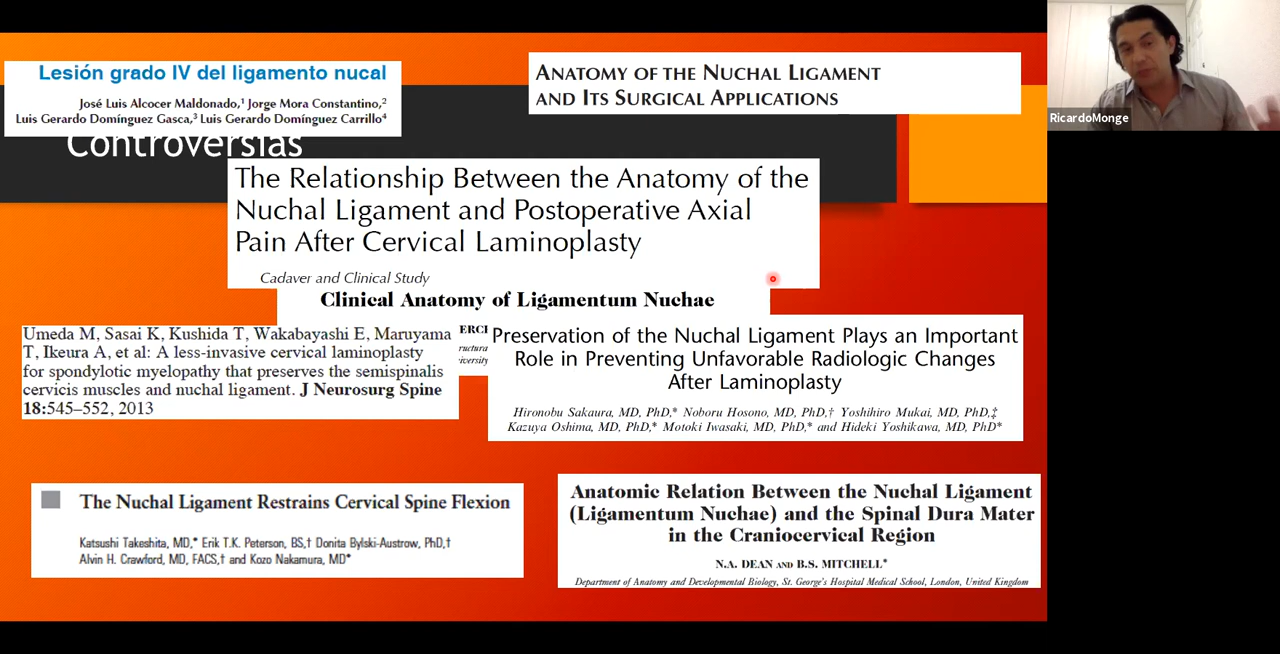 Lesión grado IV del ligamento nucal
José Luis Alcocer Maldonado,¹ Jorge Mora Constantino,²
Luis Gerardo Domínguez Gasca,³ Luis Gerardo Domínguez Carrillo⁴
ANATOMY OF THE NUCHAL LIGAMENT
AND ITS SURGICAL APPLICATIONS
RicardoMonge
Controversias
The Relationship Between the Anatomy of the
Nuchal Ligament and Postoperative Axial
Pain After Cervical Laminoplasty
Cadaver and Clinical Study
Clinical Anatomy of Ligamentum Nuchae
Umeda M, Sasai K, Kushida T, Wakabayashi E, Maruyama
T, Ikeura A, et al: A less-invasive cervical laminoplasty
for spondylotic myelopathy that preserves the semispinalis
cervicis muscles and nuchal ligament. J Neurosurg Spine
18:545–552, 2013
Preservation of the Nuchal Ligament Plays an Important
Role in Preventing Unfavorable Radiologic Changes
After Laminoplasty
Hironobu Sakaura, MD, PhD,* Noboru Hosono, MD, PhD,† Yoshihiro Mukai, MD, PhD,‡
Kazuya Oshima, MD, PhD,* Motoki Iwasaki, MD, PhD,* and Hideki Yoshikawa, MD, PhD*
The Nuchal Ligament Restrains Cervical Spine Flexion
Katsushi Takeshita, MD,* Erik T.K. Peterson, BS,† Donita Bylski-Austrow, PhD,†
Alvin H. Crawford, MD, FACS,† and Kozo Nakamura, MD*
Anatomic Relation Between the Nuchal Ligament
(Ligamentum Nuchae) and the Spinal Dura Mater
in the Craniocervical Region
N.A. DEAN AND B.S. MITCHELL*
Department of Anatomy and Developmental Biology, St. George's Hospital Medical School, London, United Kingdom